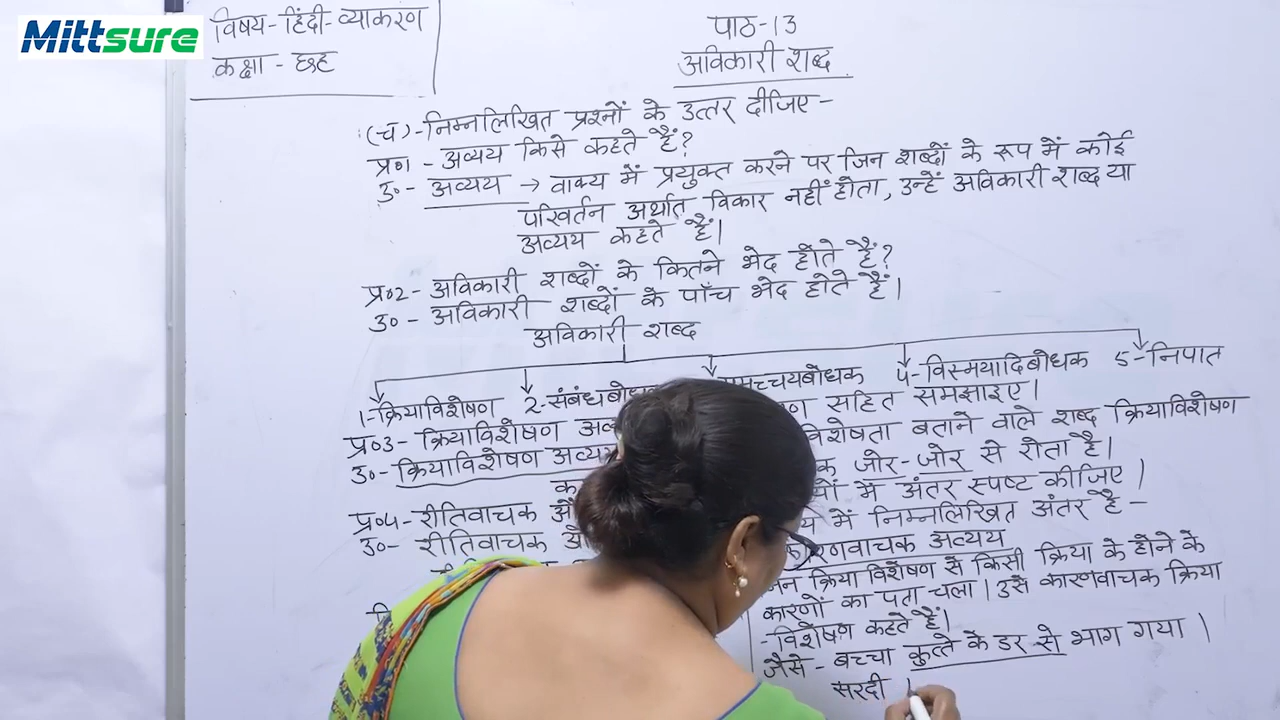 Mittsure
विषय-हिंदी-व्याकरण
कक्षा - छह
पाठ-13
अविकारी शब्द
(च)-निम्नलिखित प्रश्नों के उत्तर दीजिए-
प्र०1 - अव्यय किसे कहते हैं?
उ०- अव्यय → वाक्य में प्रयुक्त करने पर जिन शब्दों के रूप में कोई
परिवर्तन अर्थात् विकार नहीं होता, उन्हें अविकारी शब्द या
अव्यय कहते हैं।
प्र०2- अविकारी शब्दों के कितने भेद होते हैं?
उ०- अविकारी शब्दों के पाँच भेद होते हैं।
अविकारी शब्द
1-क्रियाविशेषण 2-संबंधबोधक समुच्चयबोधक 4-विस्मयादिबोधक 5-निपात
प्र०3- क्रियाविशेषण सहित समझाइए।
उ०- क्रियाविशेषण अव्यय विशेषता बताने वाले शब्द क्रियाविशेषण
जोर-जोर से रोता है।
प्र०4- रीतिवाचक में अंतर स्पष्ट कीजिए।
उ०- रीतिवाचक में निम्नलिखित अंतर है-
कारणवाचक अव्यय
जिन क्रिया विशेषण से किसी क्रिया के होने के
कारणों का पता चला। उसे कारणवाचक क्रिया
-विशेषण कहते हैं।
जैसे- बच्चा कुत्ते के डर से भाग गया।
सरदी